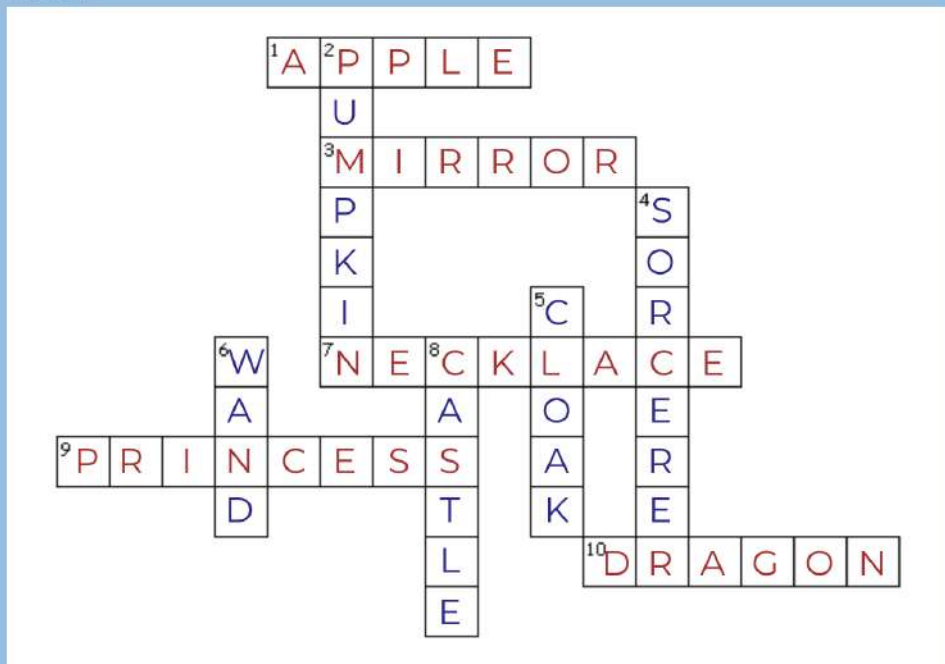 1 A 2 P P L E
U
3 M I R R O R
P 4 S
K O
I 5 C R
6 W 7 N E 8 C K L A C E
A A O E
9 P R I N C E S S A R
D T K E
L 10 D R A G O N
E